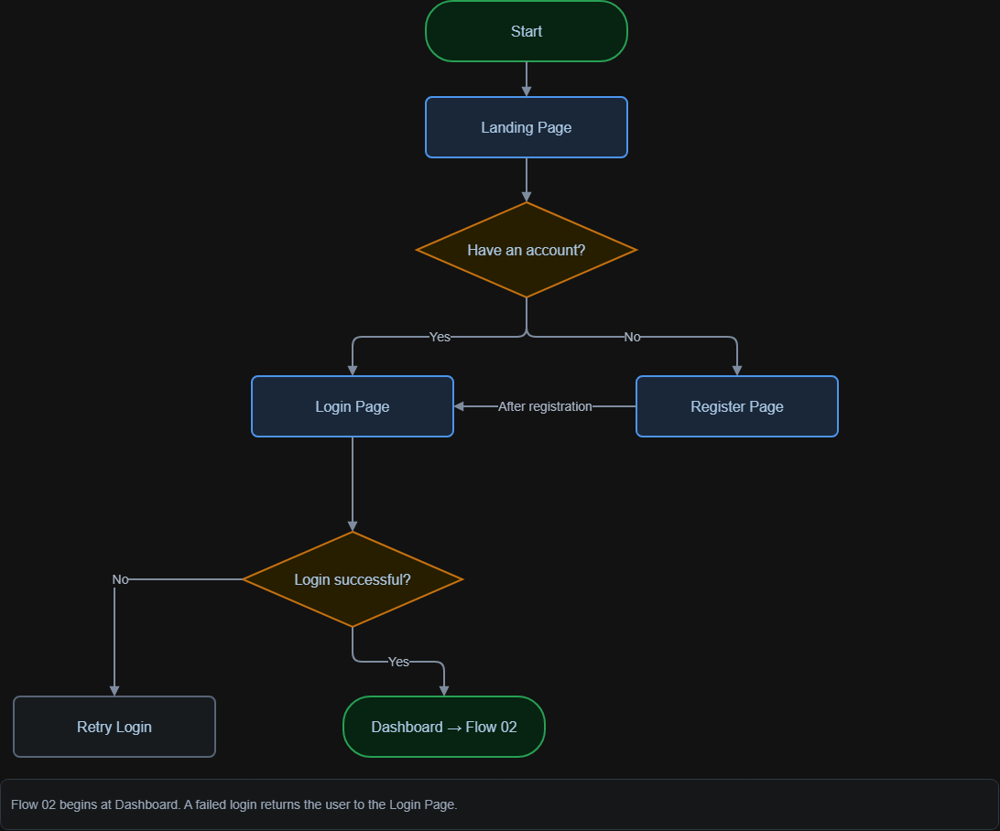 Start
Landing Page
Have an account?
Yes
No
Login Page
After registration
Register Page
Login successful?
No
Yes
Retry Login
Dashboard → Flow 02
Flow 02 begins at Dashboard. A failed login returns the user to the Login Page.